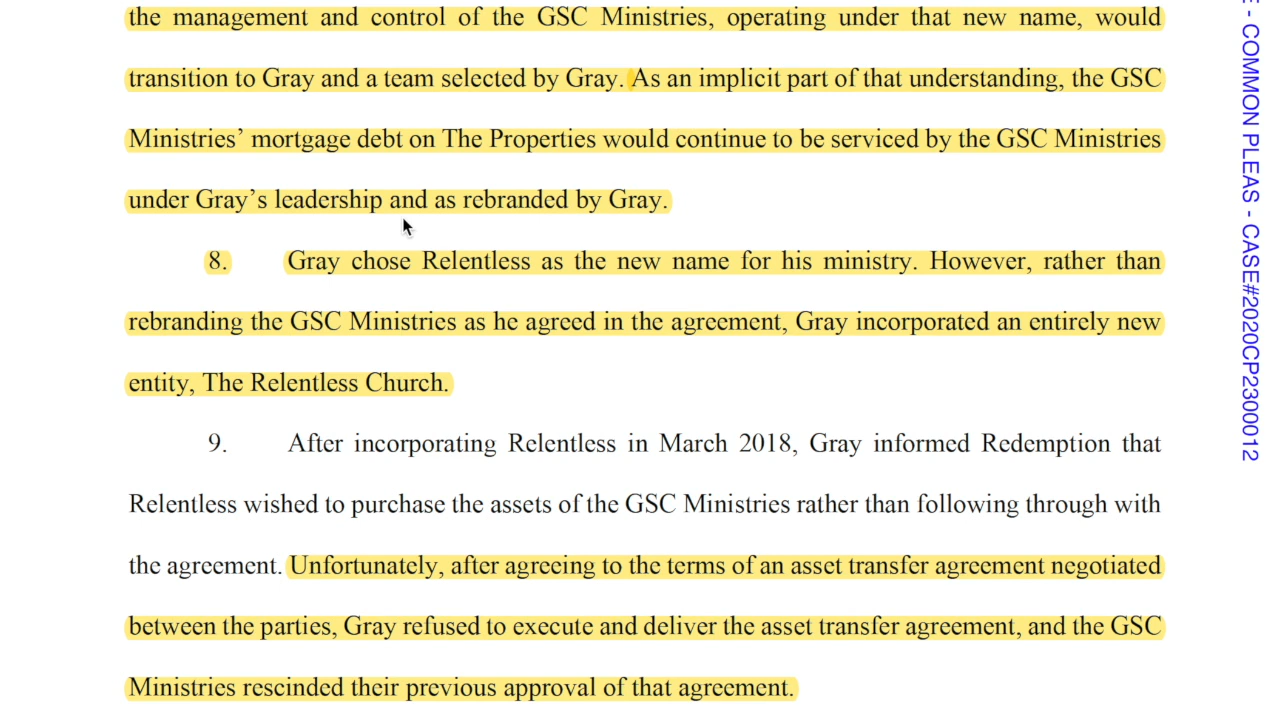 the management and control of the GSC Ministries, operating under that new name, would
transition to Gray and a team selected by Gray. As an implicit part of that understanding, the GSC
Ministries’ mortgage debt on The Properties would continue to be serviced by the GSC Ministries
under Gray’s leadership and as rebranded by Gray.
8. Gray chose Relentless as the new name for his ministry. However, rather than
rebranding the GSC Ministries as he agreed in the agreement, Gray incorporated an entirely new
entity, The Relentless Church.
9. After incorporating Relentless in March 2018, Gray informed Redemption that
Relentless wished to purchase the assets of the GSC Ministries rather than following through with
the agreement. Unfortunately, after agreeing to the terms of an asset transfer agreement negotiated
between the parties, Gray refused to execute and deliver the asset transfer agreement, and the GSC
Ministries rescinded their previous approval of that agreement.
E - COMMON PLEAS - CASE#2020CP2300012